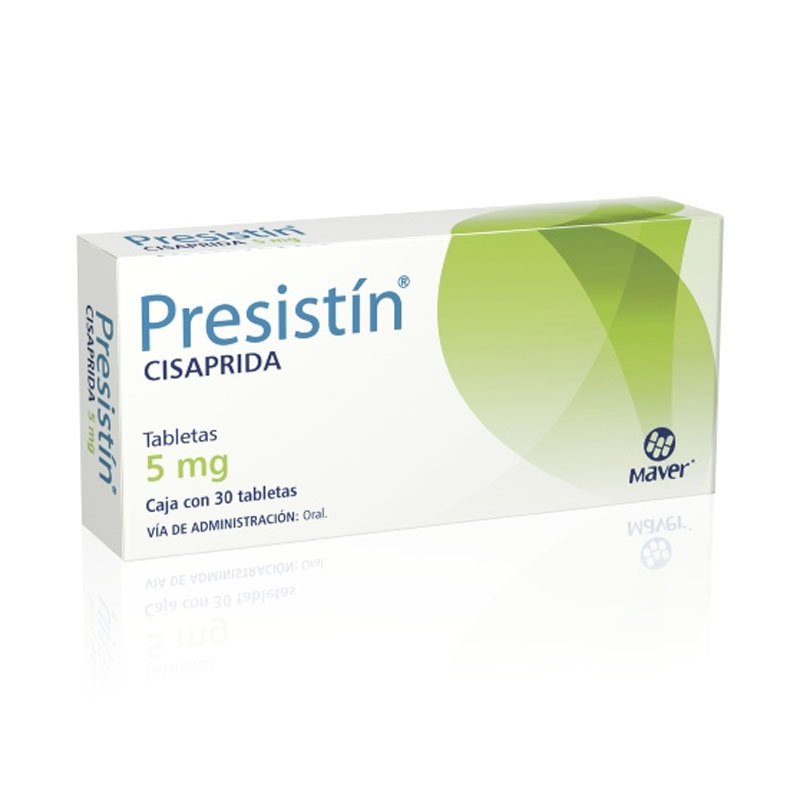 Presistín
CISAPRIDA 5 mg
Presistín®
CISAPRIDA
Tabletas
5 mg
Caja con 30 tabletas
VÍA DE ADMINISTRACIÓN: Oral.
Maver
Presistín®
CISAPRIDA 5 mg